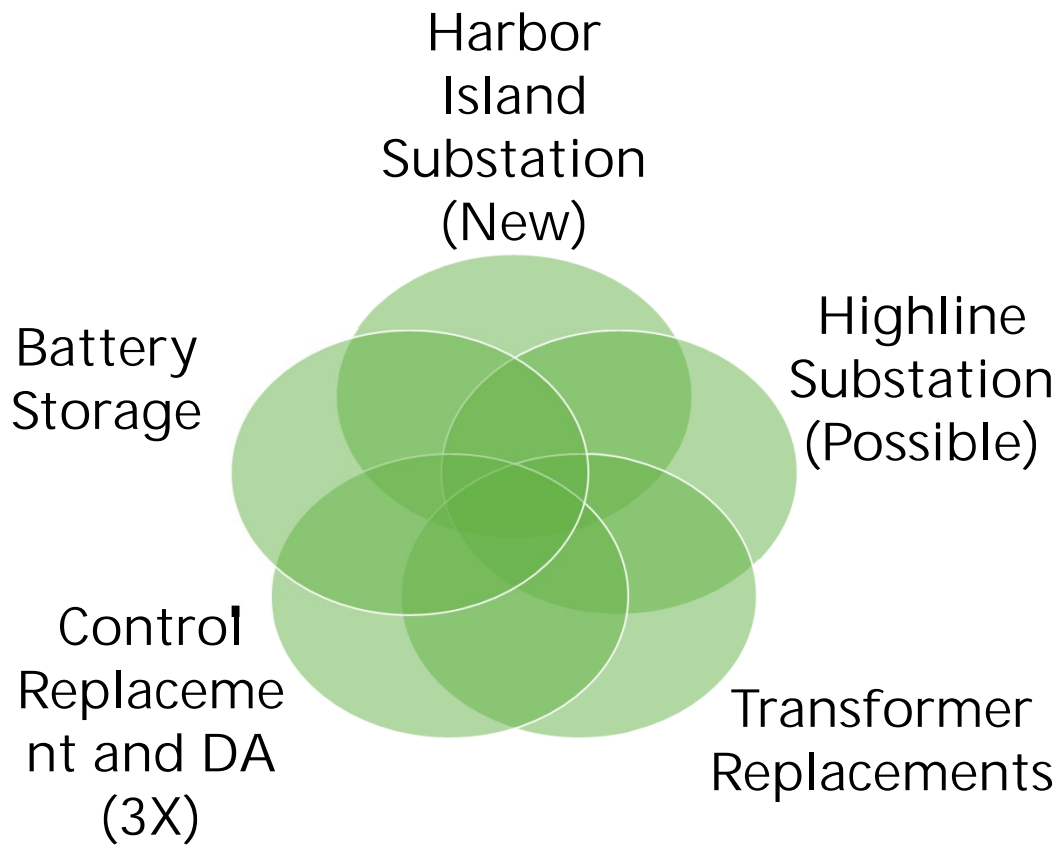 Harbor
Island
Substation
(New)
Highline
Substation
(Possible)
Transformer
Replacements
Control
Replaceme
nt and DA
(3X)
Battery
Storage